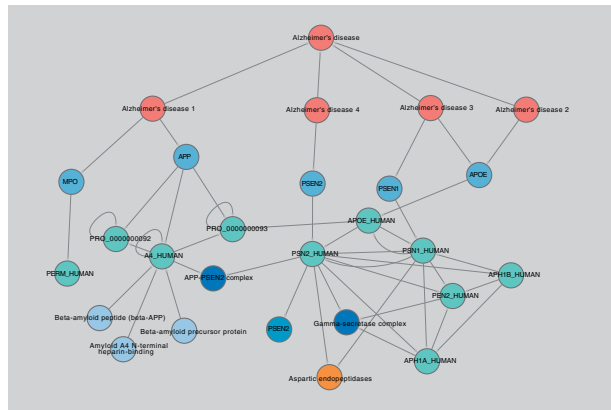 Alzheimer's disease
Alzheimer's disease 1
Alzheimer's disease 4
Alzheimer's disease 3
Alzheimer's disease 2
MPO
APP
PSEN2
PSEN1
APOE
PRO_0000000092
PRO_0000000093
APOE_HUMAN
A4_HUMAN
PSN2_HUMAN
PSN1_HUMAN
PERM_HUMAN
APP-PSEN2 complex
APH1B_HUMAN
PEN2_HUMAN
Beta-amyloid peptide (beta-APP)
Beta-amyloid precursor protein
PSEN2
Gamma-secretase complex
Amyloid A4 N-terminal
heparin-binding
APH1A_HUMAN
Aspartic endopeptidases